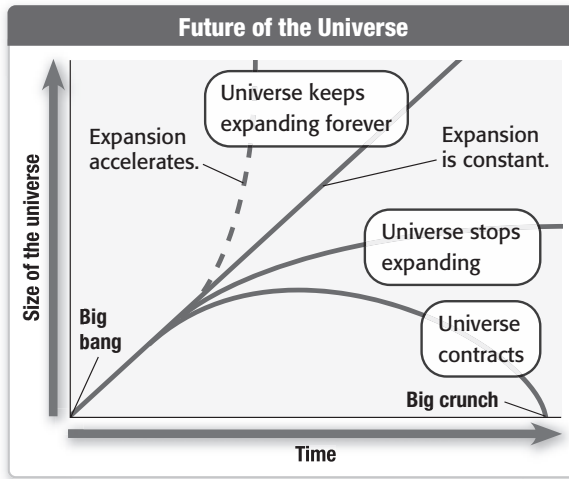 Future of the Universe
Universe keeps
expanding forever
Expansion
accelerates.
Expansion
is constant.
Universe stops
expanding
Size of the universe
Big
bang
Universe
contracts
Big crunch
Time